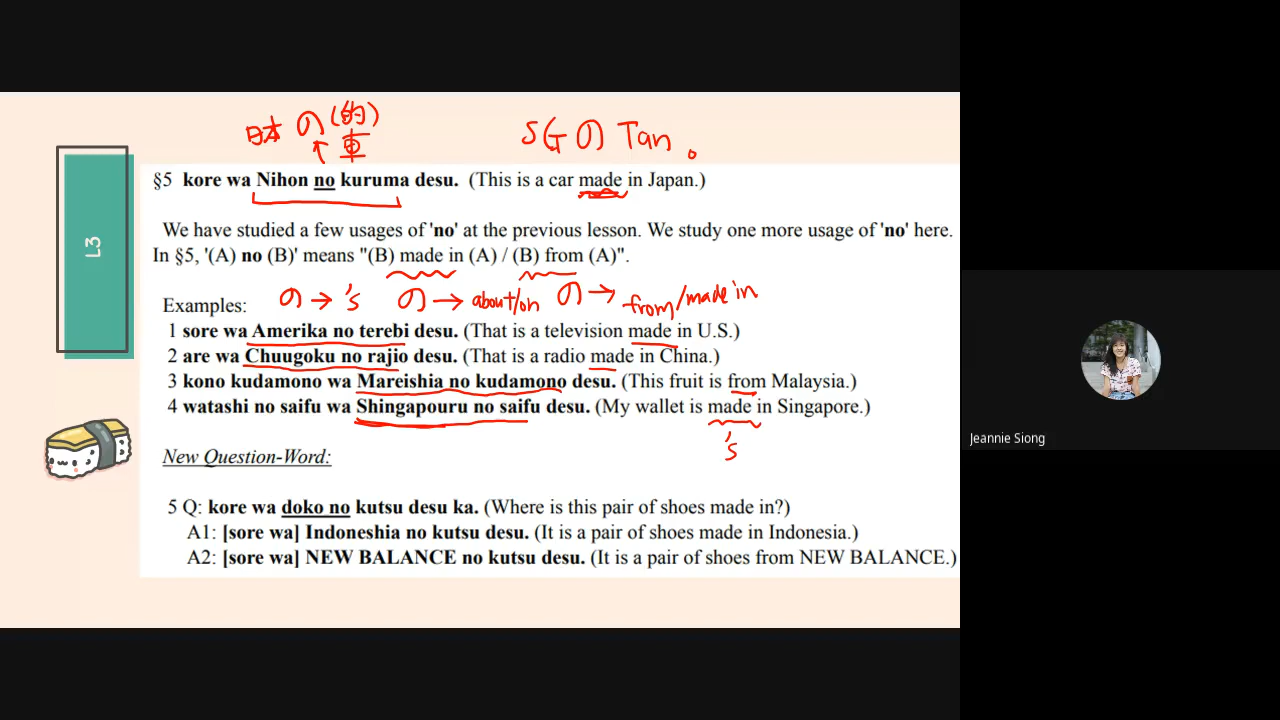 日本 の (的) 車
SG の Tan。
L3
§5 kore wa Nihon no kuruma desu. (This is a car made in Japan.)
We have studied a few usages of 'no' at the previous lesson. We study one more usage of 'no' here.
In §5, '(A) no (B)' means "(B) made in (A) / (B) from (A)".
Examples:
の → 's の → about/on の → from/made in
1 sore wa Amerika no terebi desu. (That is a television made in U.S.)
2 are wa Chuugoku no rajio desu. (That is a radio made in China.)
3 kono kudamono wa Mareishia no kudamono desu. (This fruit is from Malaysia.)
4 watashi no saifu wa Shingapouru no saifu desu. (My wallet is made in Singapore.)
's
New Question-Word:
5 Q: kore wa doko no kutsu desu ka. (Where is this pair of shoes made in?)
A1: [sore wa] Indoneshia no kutsu desu. (It is a pair of shoes made in Indonesia.)
A2: [sore wa] NEW BALANCE no kutsu desu. (It is a pair of shoes from NEW BALANCE.)
Jeannie Siong